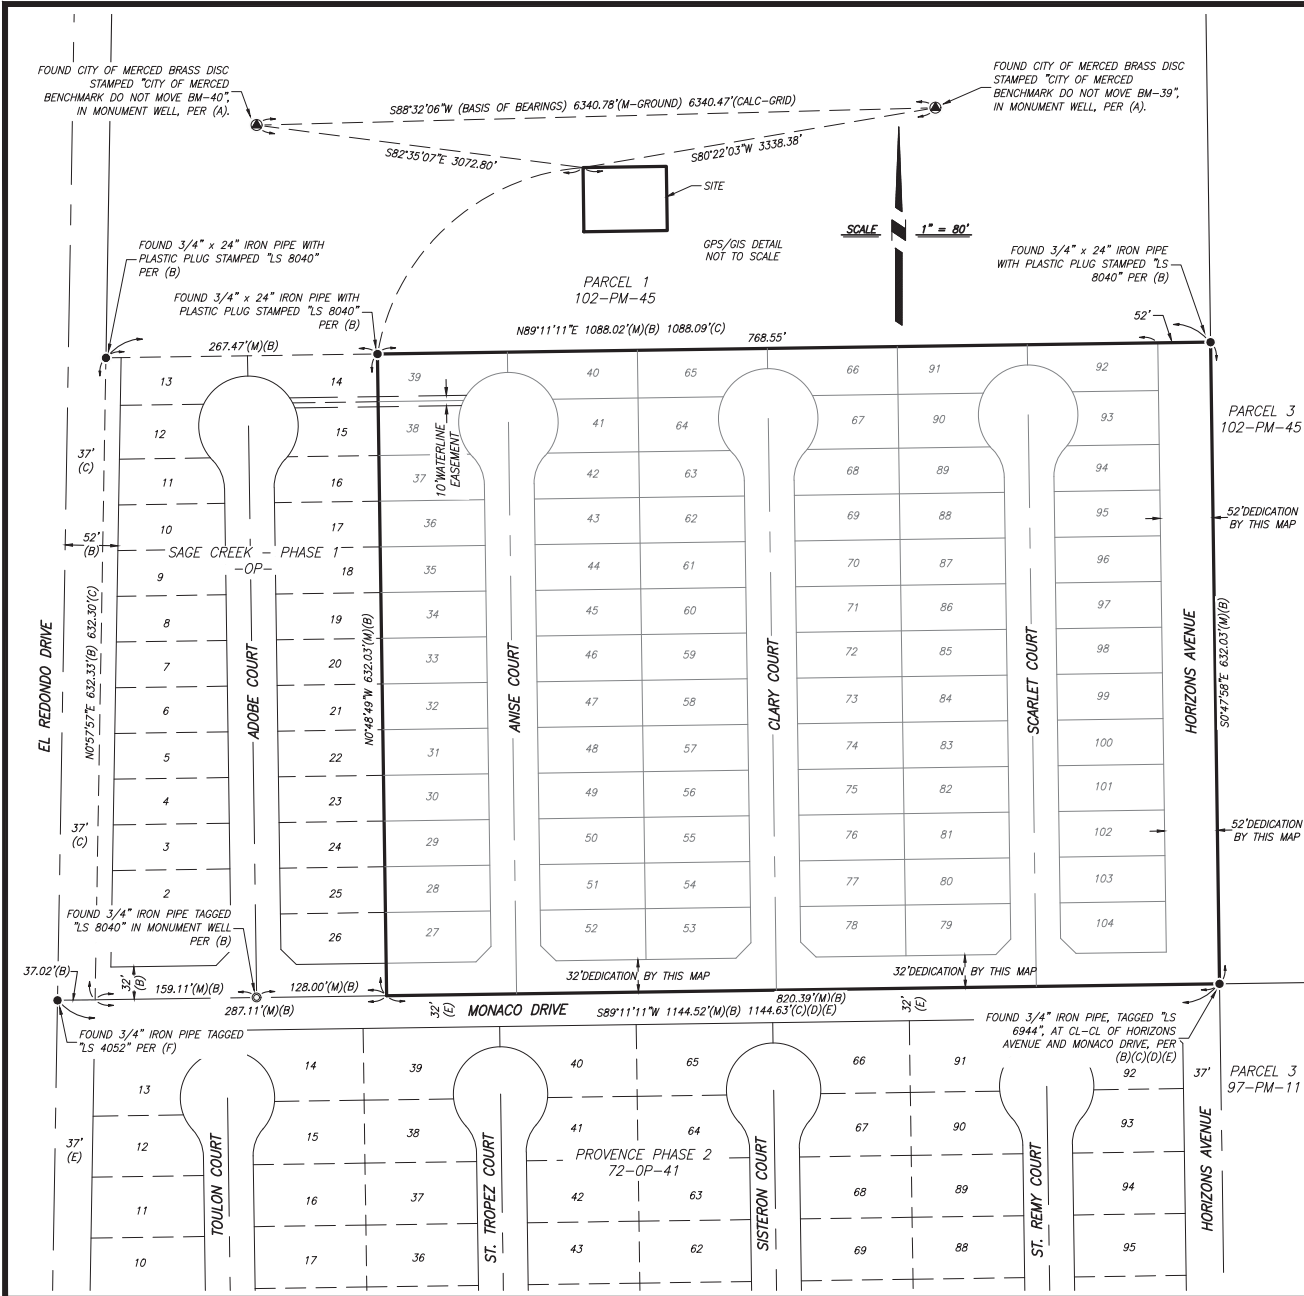 FOUND CITY OF MERCED BRASS DISC
STAMPED "CITY OF MERCED
BENCHMARK DO NOT MOVE BM-40",
IN MONUMENT WELL, PER (A).
S88°32'06"W (BASIS OF BEARINGS) 6340.78'(M-GROUND) 6340.47'(CALC-GRID)
FOUND CITY OF MERCED BRASS DISC
STAMPED "CITY OF MERCED
BENCHMARK DO NOT MOVE BM-39",
IN MONUMENT WELL, PER (A).
S82°35'07"E 3072.80'
S80°22'03"W 3338.38'
SITE
SCALE 1" = 80'
GPS/GIS DETAIL
NOT TO SCALE
FOUND 3/4" x 24" IRON PIPE WITH
PLASTIC PLUG STAMPED "LS 8040"
PER (B)
FOUND 3/4" x 24" IRON PIPE WITH
PLASTIC PLUG STAMPED "LS 8040"
PER (B)
FOUND 3/4" x 24" IRON PIPE
WITH PLASTIC PLUG STAMPED "LS
8040" PER (B)
PARCEL 1
102-PM-45
52'
N89°11'11"E 1088.02'(M)(B) 1088.09'(C)
768.55'
267.47'(M)(B)
13
14
39
40
65
66
91
92
12
15
38
41
64
67
90
93
PARCEL 3
102-PM-45
37'
(C)
11
16
37
42
63
68
89
94
10'WATERLINE
EASEMENT
10
17
36
43
62
69
88
95
52'DEDICATION
BY THIS MAP
52'
(B)
SAGE CREEK - PHASE 1
-OP-
9
18
35
44
61
70
87
96
8
19
34
45
60
71
86
97
7
20
33
46
59
72
85
98
6
21
32
47
58
73
84
99
5
22
31
48
57
74
83
100
4
23
30
49
56
75
82
101
3
24
29
50
55
76
81
102
52'DEDICATION
BY THIS MAP
37'
(C)
2
25
28
51
54
77
80
103
26
27
52
53
78
79
104
EL REDONDO DRIVE
N0°57'57"E 632.33'(B) 632.30'(C)
ADOBE COURT
N0°48'49"W 632.03'(M)(B)
ANISE COURT
CLARY COURT
SCARLET COURT
HORIZONS AVENUE
S0°47'58"E 632.03'(M)(B)
FOUND 3/4" IRON PIPE TAGGED
"LS 8040" IN MONUMENT WELL
PER (B)
37.02'(B)
32'
(B)
159.11'(M)(B)
128.00'(M)(B)
287.11'(M)(B)
32'DEDICATION BY THIS MAP
32'DEDICATION BY THIS MAP
820.39'(M)(B)
32'
(E)
MONACO DRIVE
S89°11'11"W 1144.52'(M)(B) 1144.63'(C)(D)(E)
32'
(E)
FOUND 3/4" IRON PIPE TAGGED
"LS 4052" PER (F)
FOUND 3/4" IRON PIPE, TAGGED "LS
6944", AT CL-CL OF HORIZONS
AVENUE AND MONACO DRIVE, PER
(B)(C)(D)(E)
13
14
39
40
65
66
91
92
37'
PARCEL 3
97-PM-11
37'
(E)
12
15
38
41
64
67
90
93
PROVENCE PHASE 2
72-OP-41
11
16
37
42
63
68
89
94
10
17
36
43
62
69
88
95
TOULON COURT
ST. TROPEZ COURT
SISTERON COURT
ST. REMY COURT
HORIZONS AVENUE